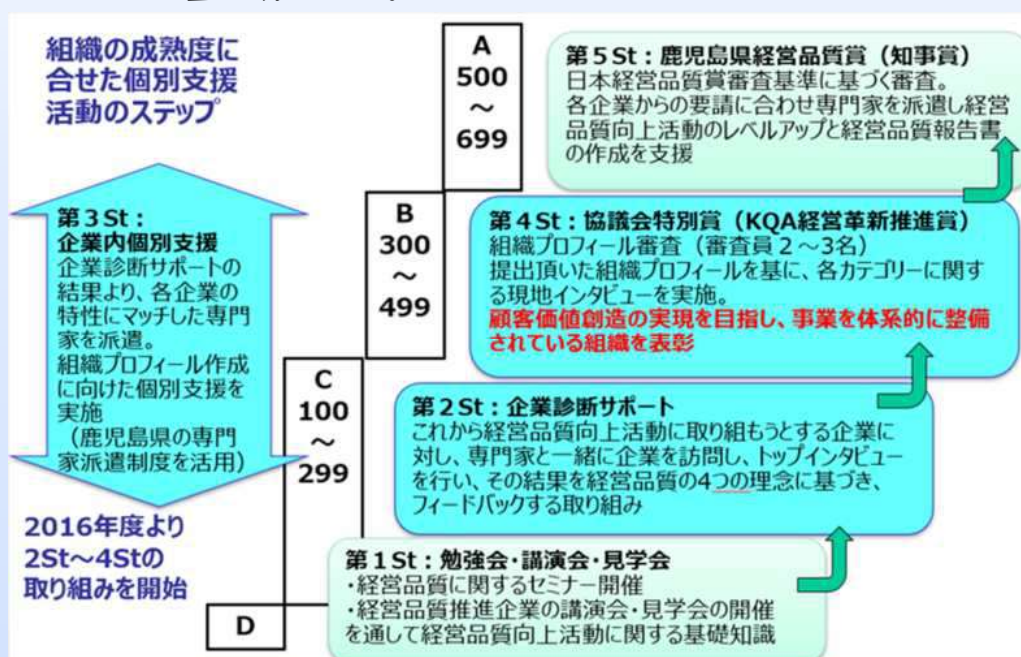 組織の成熟度に
合せた個別支援
活動のステップ
A
500
～
699
第5St：鹿児島県経営品質賞（知事賞）
日本経営品質賞審査基準に基づく審査。
各企業からの要請に合わせ専門家を派遣し経営
品質向上活動のレベルアップと経営品質報告書
の作成を支援
B
300
～
499
第4St：協議会特別賞（KQA経営革新推進賞）
組織プロフィール審査（審査員２～3名）
提出頂いた組織プロフィールを基に、各カテゴリーに関す
る現地インタビューを実施。
顧客価値創造の実現を目指し、事業を体系的に整備
されている組織を表彰
第３St：
企業内個別支援
企業診断サポートの
結果より、各企業の
特性にマッチした専門
家を派遣。
組織プロフィール作成
に向けた個別支援を
実施
（鹿児島県の専門
家派遣制度を活用）
C
100
～
299
第２St：企業診断サポート
これから経営品質向上活動に取り組もうとする企業に
対し、専門家と一緒に企業を訪問し、トップインタビュー
を行い、その結果を経営品質の4つの理念に基づき、
フィードバックする取り組み
2016年度より
2St～4Stの
取り組みを開始
D
第１St：勉強会・講演会・見学会
・経営品質に関するセミナー開催
・経営品質推進企業の講演会・見学会の開催
を通して経営品質向上活動に関する基礎知識